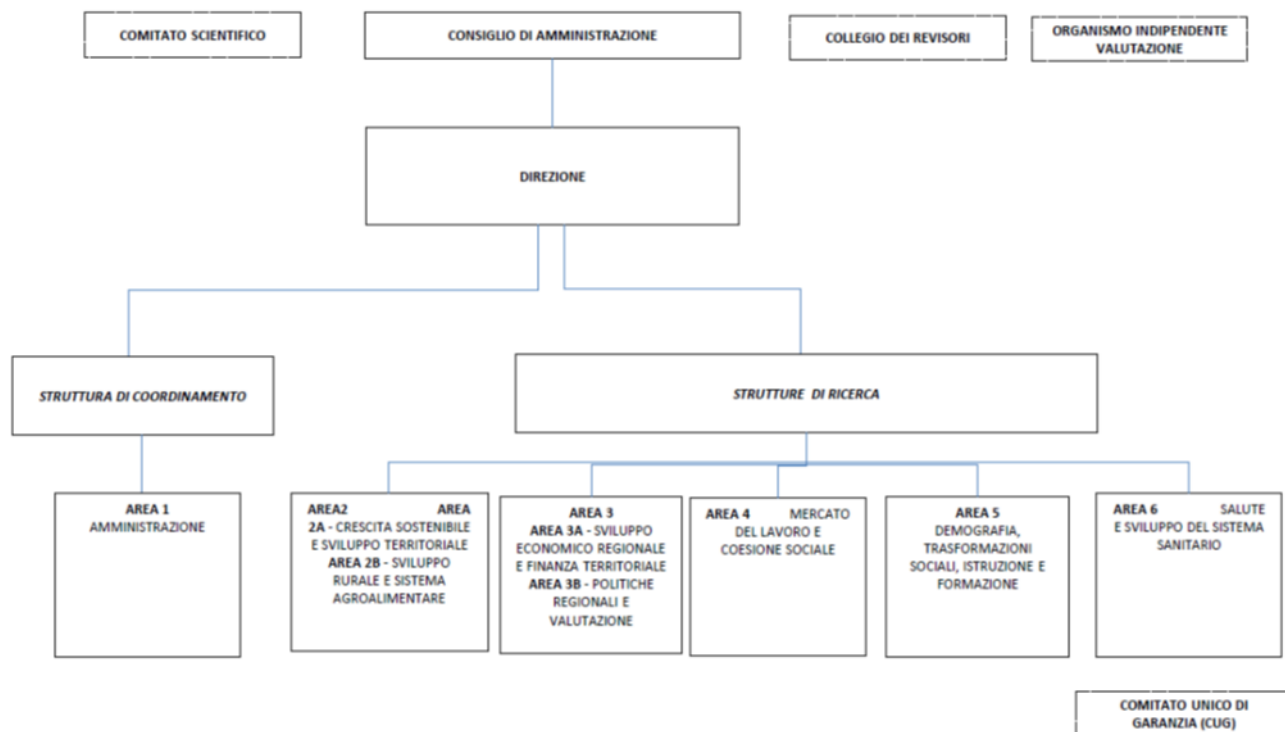 COMITATO SCIENTIFICO
CONSIGLIO DI AMMINISTRAZIONE
COLLEGIO DEI REVISORI
ORGANISMO INDIPENDENTE
VALUTAZIONE
DIREZIONE
STRUTTURA DI COORDINAMENTO
STRUTTURE DI RICERCA
AREA 1
AMMINISTRAZIONE
AREA2 AREA
2A - CRESCITA SOSTENIBILE
E SVILUPPO TERRITORIALE
AREA 2B - SVILUPPO
RURALE E SISTEMA
AGROALIMENTARE
AREA 3
AREA 3A - SVILUPPO
ECONOMICO REGIONALE
E FINANZA TERRITORIALE
AREA 3B - POLITICHE
REGIONALI E
VALUTAZIONE
AREA 4 MERCATO
DEL LAVORO E
COESIONE SOCIALE
AREA 5
DEMOGRAFIA,
TRASFORMAZIONI
SOCIALI, ISTRUZIONE E
FORMAZIONE
AREA 6 SALUTE
E SVILUPPO DEL SISTEMA
SANITARIO
COMITATO UNICO DI
GARANZIA (CUG)